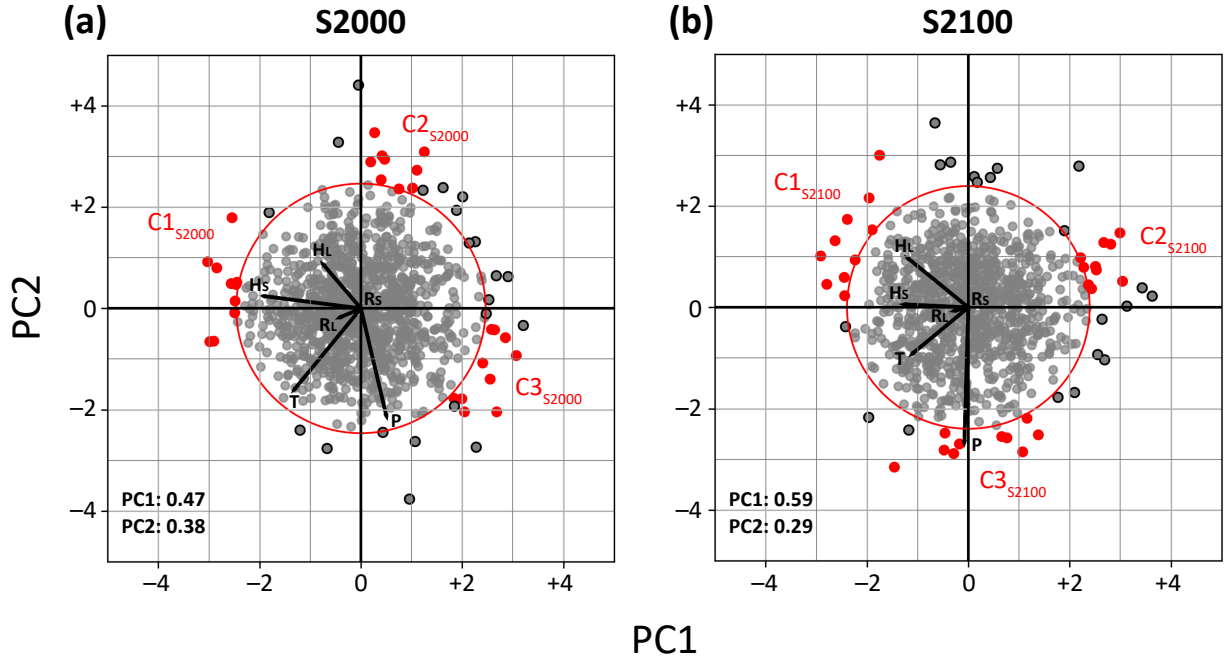 (a) S2000
(b) S2100
PC2
+4
+2
0
−2
−4
−4
−2
0
+2
+4
C1S2000
C2S2000
C3S2000
HL
HS
RS
RL
T
P
PC1: 0.47
PC2: 0.38
+4
+2
0
−2
−4
−4
−2
0
+2
+4
C1S2100
C2S2100
C3S2100
HL
HS
RS
RL
T
P
PC1: 0.59
PC2: 0.29
PC1